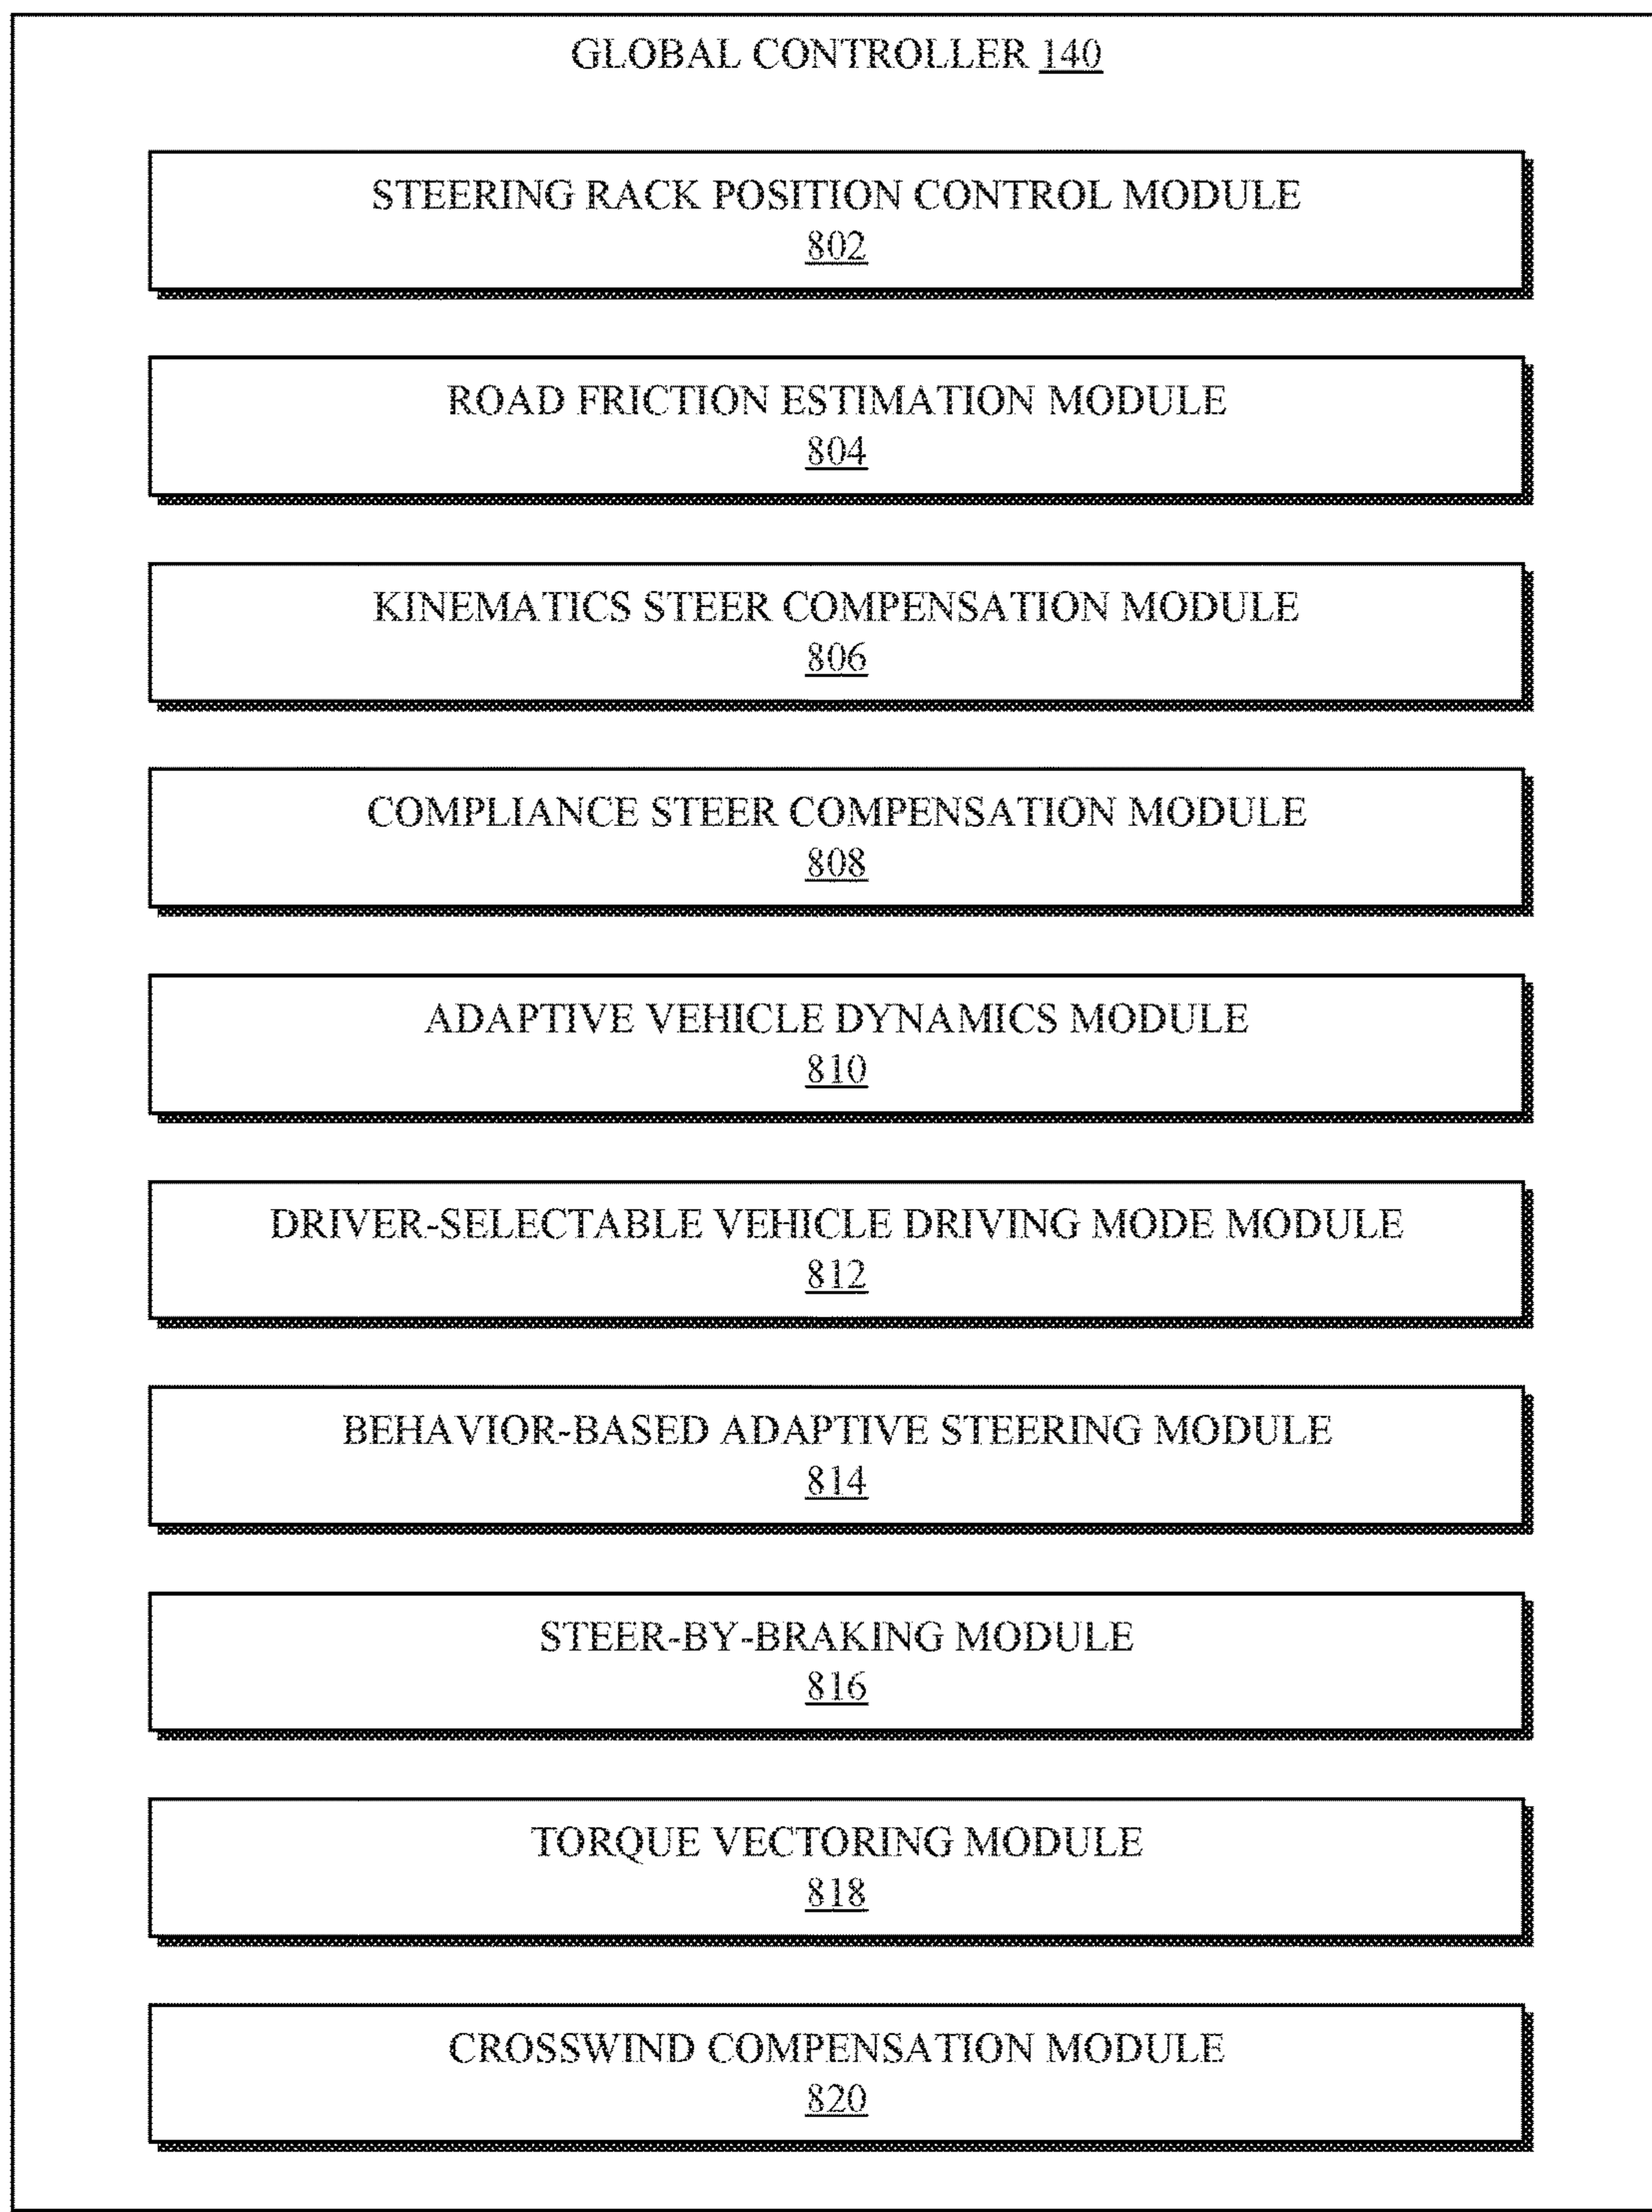 GLOBAL CONTROLLER 140
STEERING RACK POSITION CONTROL MODULE
802
ROAD FRICTION ESTIMATION MODULE
804
KINEMATICS STEER COMPENSATION MODULE
806
COMPLIANCE STEER COMPENSATION MODULE
808
ADAPTIVE VEHICLE DYNAMICS MODULE
810
DRIVER-SELECTABLE VEHICLE DRIVING MODE MODULE
812
BEHAVIOR-BASED ADAPTIVE STEERING MODULE
814
STEER-BY-BRAKING MODULE
816
TORQUE VECTORING MODULE
818
CROSSWIND COMPENSATION MODULE
820